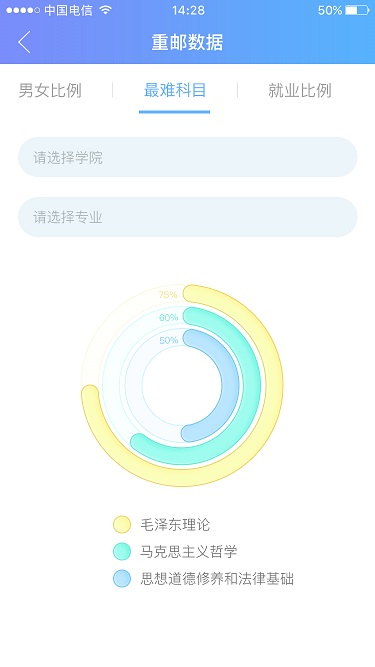 中国电信 14:28 50%
重邮数据
男女比例 最难科目 就业比例
请选择学院
请选择专业
75%
60%
50%
毛泽东理论
马克思主义哲学
思想道德修养和法律基础